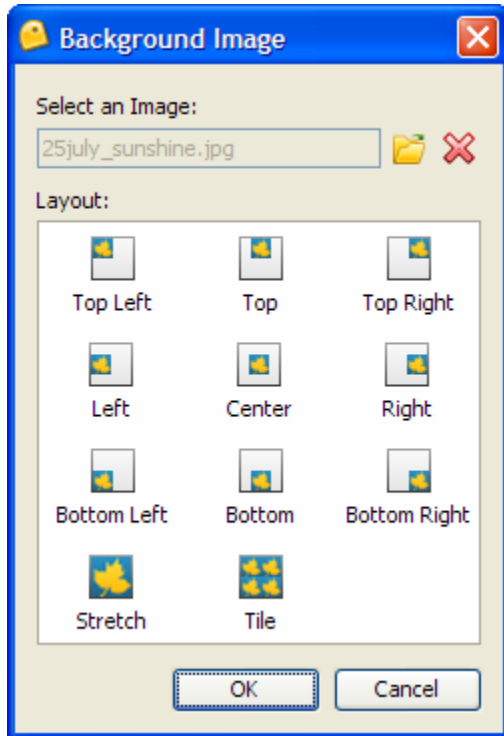 Background Image
Select an Image:
25july_sunshine.jpg
Layout:
Top Left Top Top Right
Left Center Right
Bottom Left Bottom Bottom Right
Stretch Tile
OK Cancel